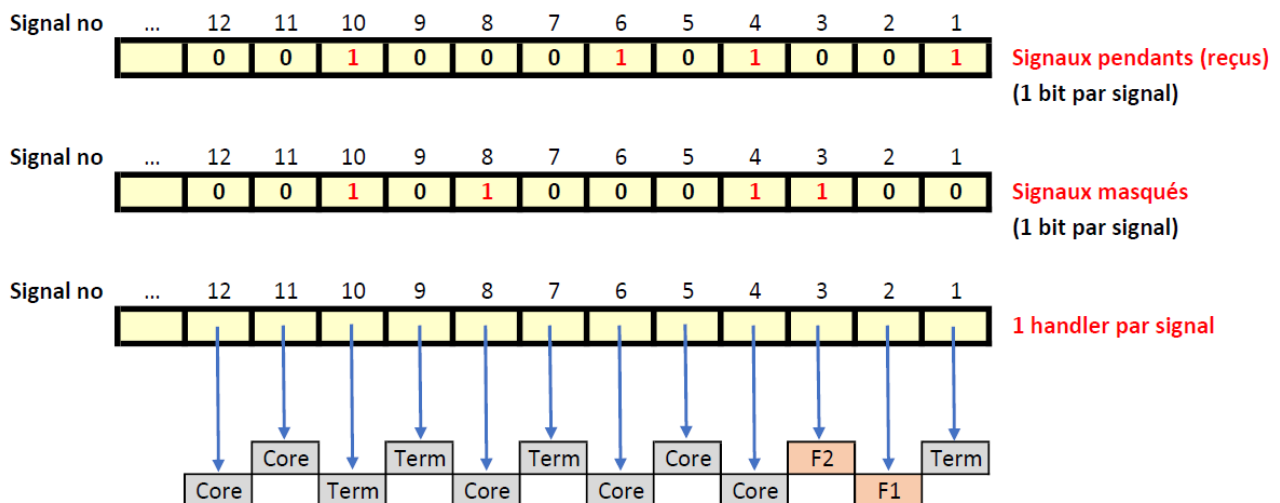 Signal no ... 12 11 10 9 8 7 6 5 4 3 2 1
0 0 1 0 0 0 1 0 1 0 0 1 Signaux pendants (reçus)
(1 bit par signal)
Signal no ... 12 11 10 9 8 7 6 5 4 3 2 1
0 0 1 0 1 0 0 0 1 1 0 0 Signaux masqués
(1 bit par signal)
Signal no ... 12 11 10 9 8 7 6 5 4 3 2 1
1 handler par signal
Core Term Term Core F2 Term
Core Term Core Core Core F1